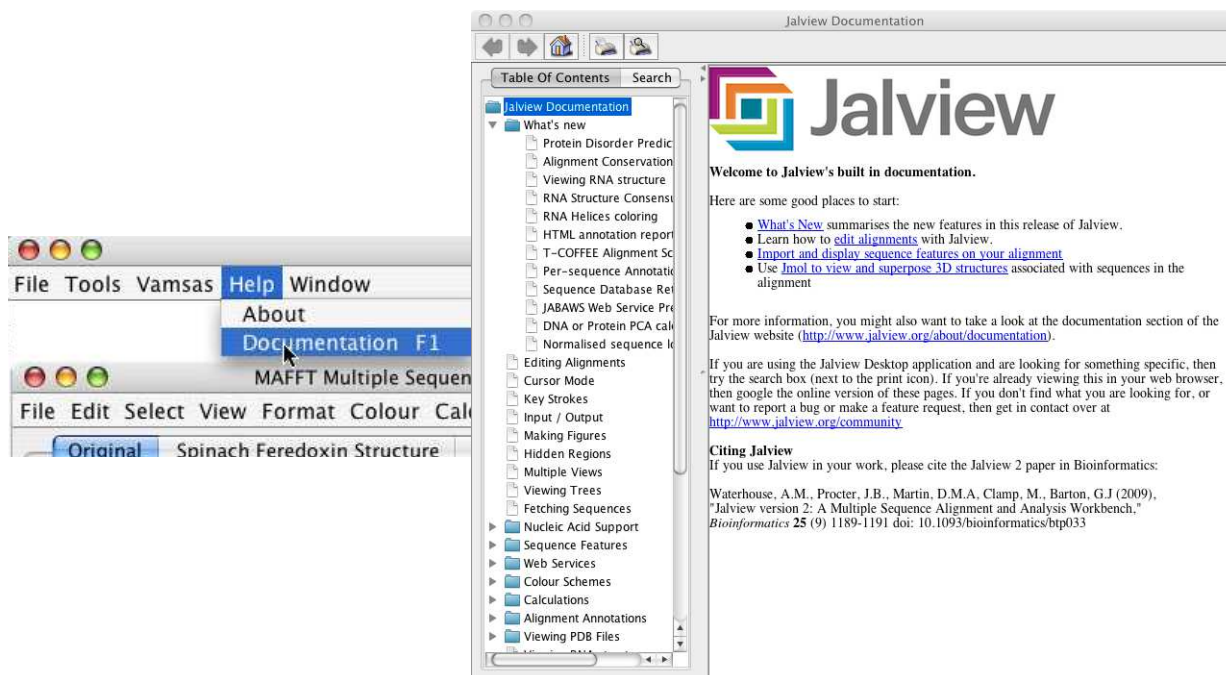 File Tools Vamsas Help Window
About
Documentation F1
MAFFT Multiple Sequen
File Edit Select View Format Colour Calc
Original Spinach Feredoxin Structure
Jalview Documentation
Table Of Contents Search
Jalview Documentation
What's new
Protein Disorder Predic
Alignment Conservation
Viewing RNA structure
RNA Structure Consensu
RNA Helices coloring
HTML annotation report
T-COFFEE Alignment Sc
Per-sequence Annotatio
Sequence Database Ret
JABAWS Web Service Pre
DNA or Protein PCA calc
Normalised sequence lo
Editing Alignments
Cursor Mode
Key Strokes
Input / Output
Making Figures
Hidden Regions
Multiple Views
Viewing Trees
Fetching Sequences
Nucleic Acid Support
Sequence Features
Web Services
Colour Schemes
Calculations
Alignment Annotations
Viewing PDB Files
Jalview
Welcome to Jalview's built in documentation.
Here are some good places to start:
What's New summarises the new features in this release of Jalview.
Learn how to edit alignments with Jalview.
Import and display sequence features on your alignment
Use Jmol to view and superpose 3D structures associated with sequences in the
alignment
For more information, you might also want to take a look at the documentation section of the
Jalview website (http://www.jalview.org/about/documentation).
If you are using the Jalview Desktop application and are looking for something specific, then
try the search box (next to the print icon). If you're already viewing this in your web browser,
then google the online version of these pages. If you don't find what you are looking for, or
want to report a bug or make a feature request, then get in contact over at
http://www.jalview.org/community
Citing Jalview
If you use Jalview in your work, please cite the Jalview 2 paper in Bioinformatics:
Waterhouse, A.M., Procter, J.B., Martin, D.M.A, Clamp, M., Barton, G.J (2009),
"Jalview version 2: A Multiple Sequence Alignment and Analysis Workbench,"
Bioinformatics 25 (9) 1189-1191 doi: 10.1093/bioinformatics/btp033